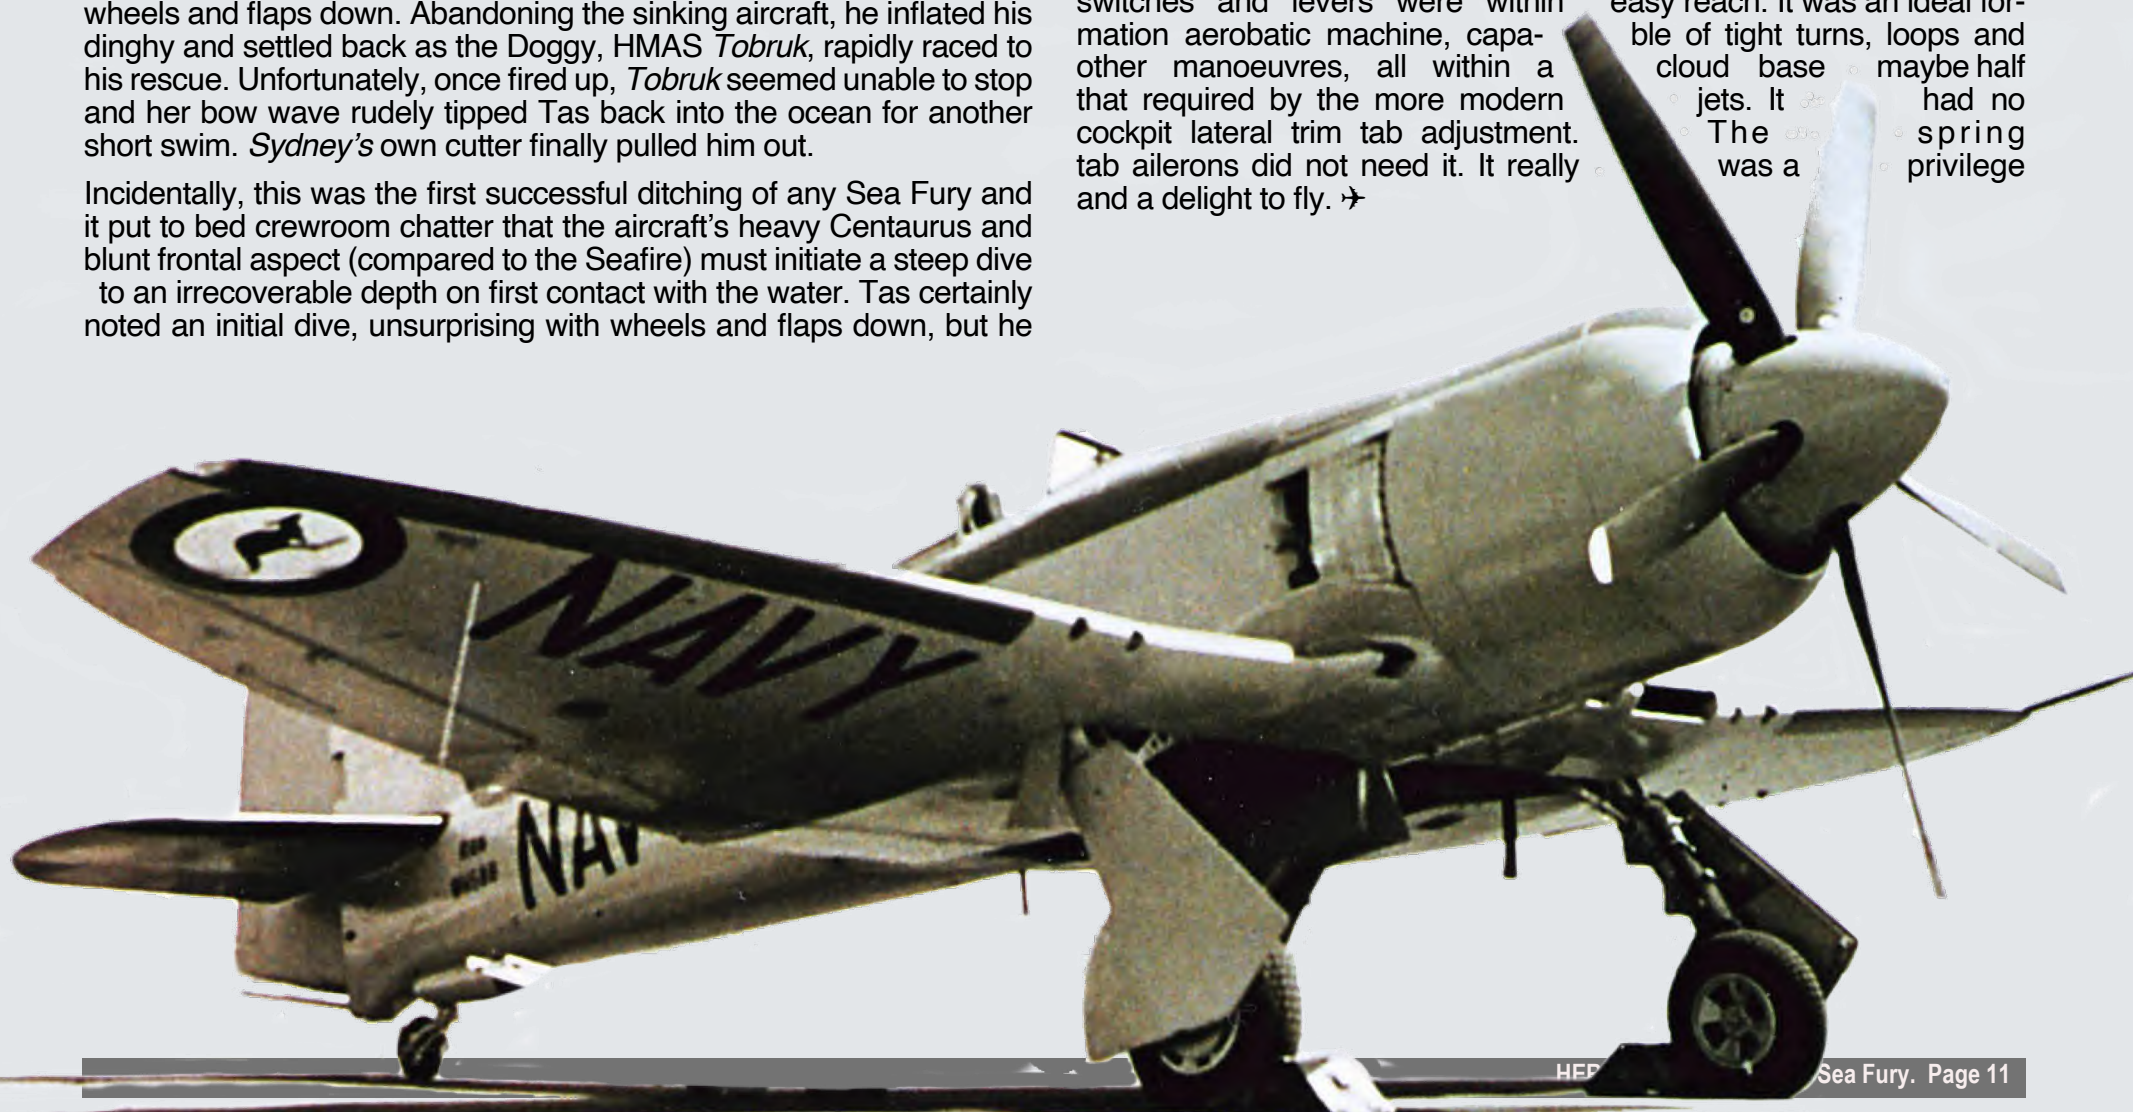 wheels and flaps down. Abandoning the sinking aircraft, he inflated his
dinghy and settled back as the Doggy, HMAS Tobruk, rapidly raced to
his rescue. Unfortunately, once fired up, Tobruk seemed unable to stop
and her bow wave rudely tipped Tas back into the ocean for another
short swim. Sydney's own cutter finally pulled him out.
Incidentally, this was the first successful ditching of any Sea Fury and
it put to bed crewroom chatter that the aircraft's heavy Centaurus and
blunt frontal aspect (compared to the Seafire) must initiate a steep dive
to an irrecoverable depth on first contact with the water. Tas certainly
noted an initial dive, unsurprising with wheels and flaps down, but he
switches and levers were within easy reach. It was an ideal for-
mation aerobatic machine, capa- ble of tight turns, loops and
other manoeuvres, all within a cloud base maybe half
that required by the more modern jets. It had no
cockpit lateral trim tab adjustment. The spring
tab ailerons did not need it. It really was a privilege
and a delight to fly. ✈
NAVY
NAV
Sea Fury. Page 11